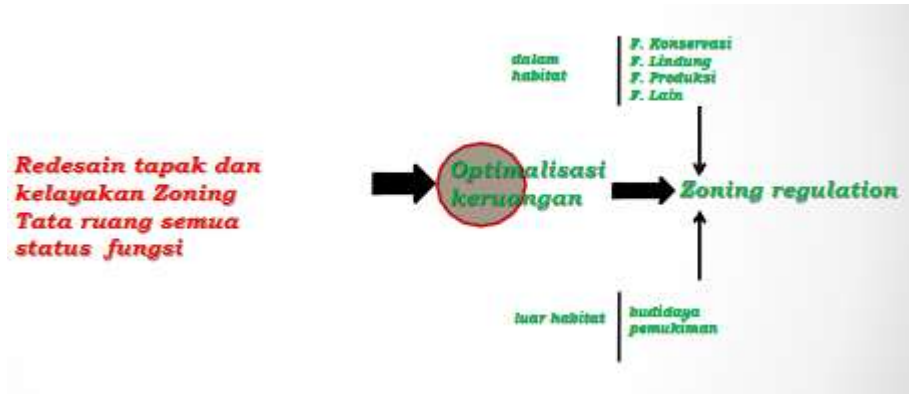 dalam
habitat
F. Konservasi
F. Lindung
F. Produksi
F. Lain
Redesain tapak dan
kelayakan Zoning
Tata ruang semua
status fungsi
Optimalisasi
keruangan
Zoning regulation
luar habitat
budidaya
pemukiman